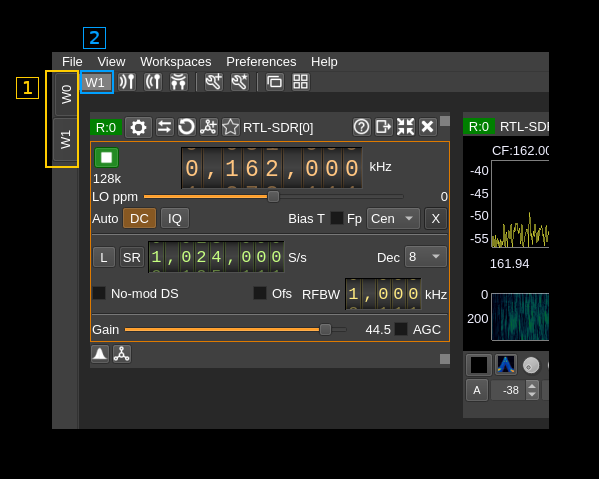 2
File View Workspaces Preferences Help
1
W1
W0
W1
R:0 RTL-SDR[0]
R:0 RTL-SD
128k
0,162,000 kHz
CF:162.00
-40
-45
-50
-55
161.94
LO ppm 0
Auto DC IQ Bias T Fp Cen X
L SR 1,024,000 S/s Dec 8
No-mod DS Ofs RFBW 1,000 kHz
0
200
Gain 44.5 AGC
A -38